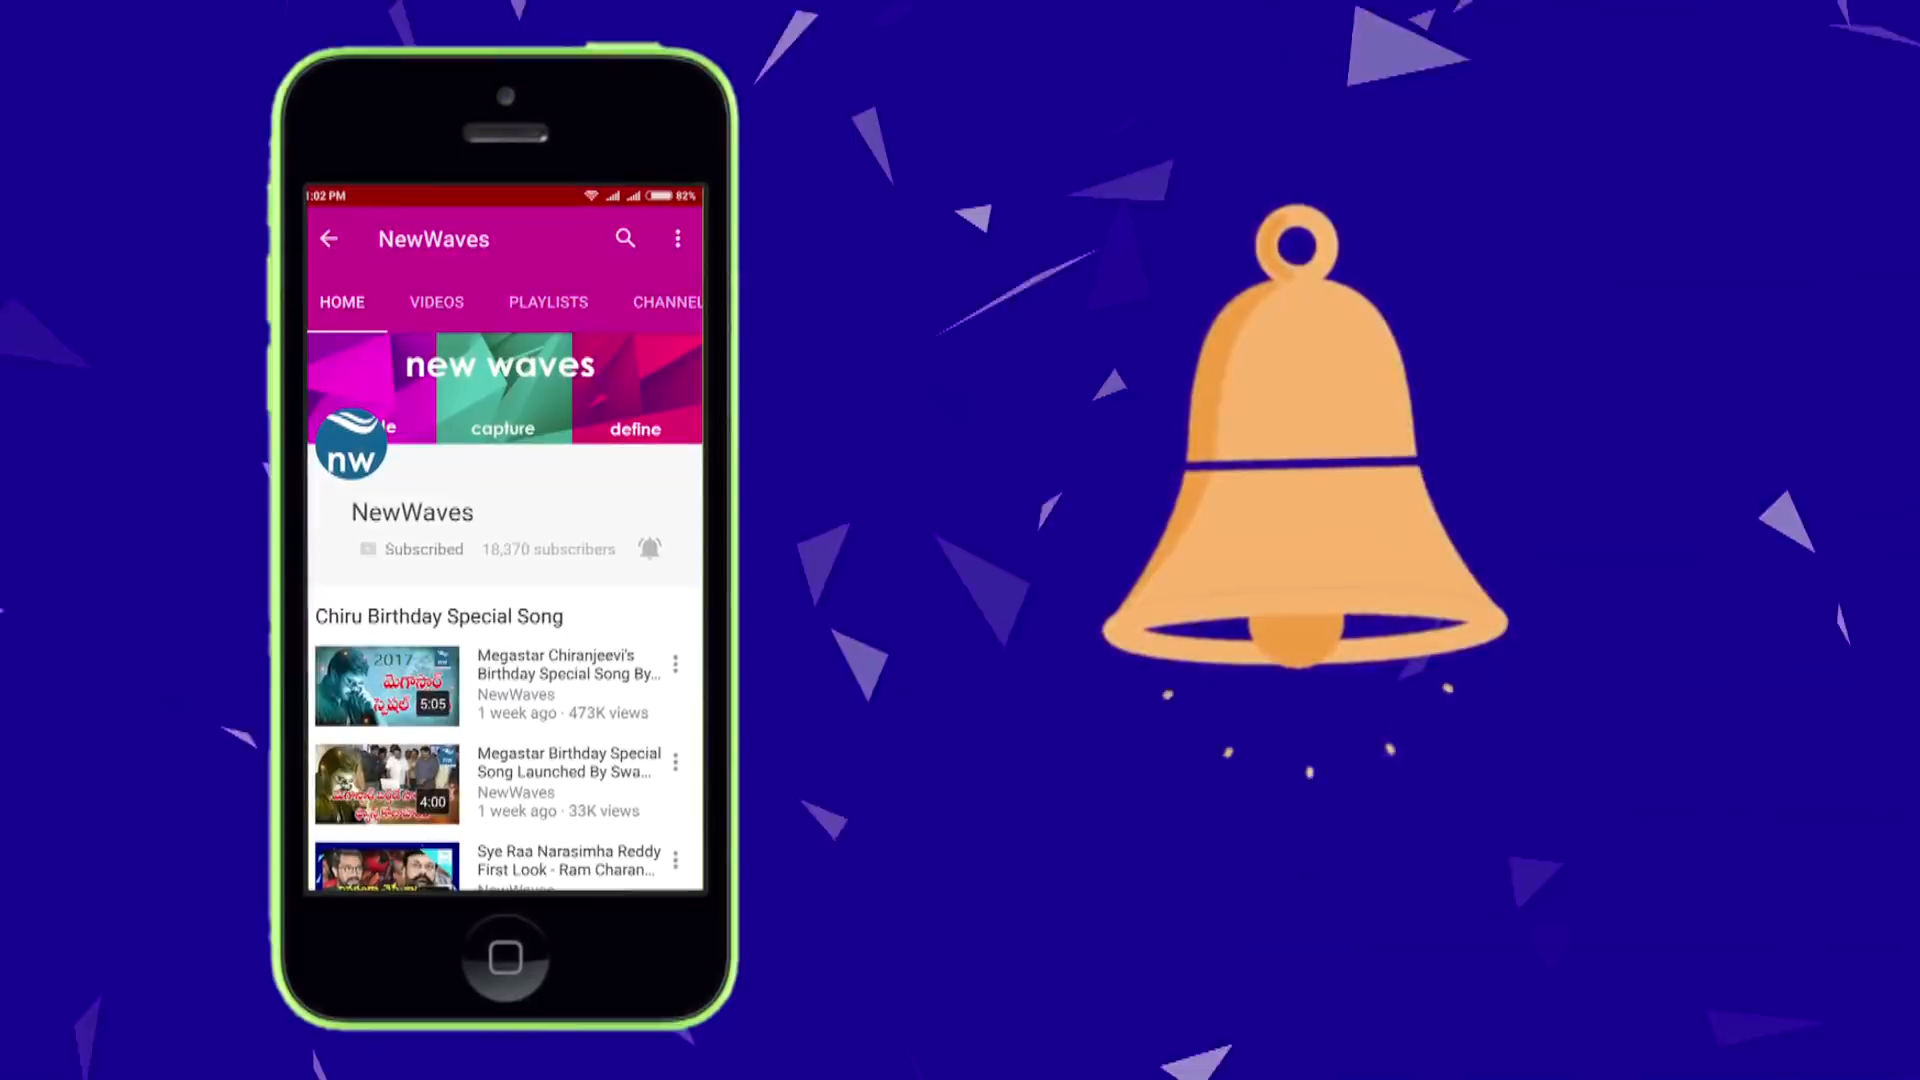 1:02 PM 82%
NewWaves
HOME VIDEOS PLAYLISTS CHANNEL
new waves
capture define
nw
NewWaves
Subscribed 18,370 subscribers
Chiru Birthday Special Song
2017
మెగాస్టార్
స్పెషల్
5:05
Megastar Chiranjeevi's
Birthday Special Song By...
NewWaves
1 week ago · 473K views
4:00
Megastar Birthday Special
Song Launched By Swa...
NewWaves
1 week ago · 33K views
Sye Raa Narasimha Reddy
First Look - Ram Charan...
NewWaves